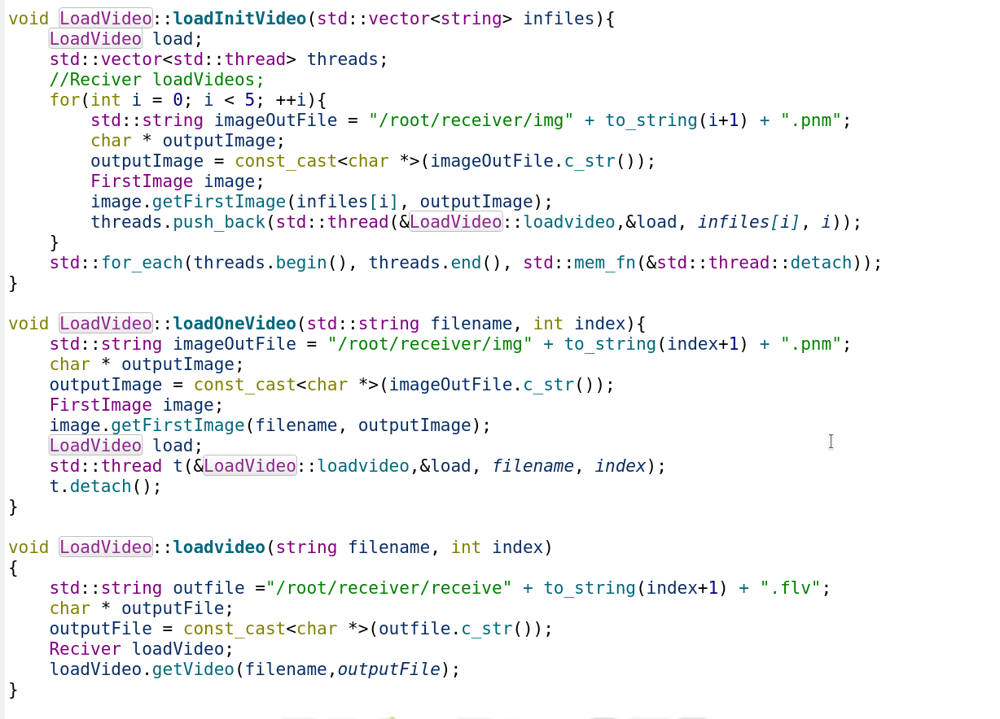 void LoadVideo::loadInitVideo(std::vector<string> infiles){
    LoadVideo load;
    std::vector<std::thread> threads;
    //Reciver loadVideos;
    for(int i = 0; i < 5; ++i){
        std::string imageOutFile = "/root/receiver/img" + to_string(i+1) + ".pnm";
        char * outputImage;
        outputImage = const_cast<char *>(imageOutFile.c_str());
        FirstImage image;
        image.getFirstImage(infiles[i], outputImage);
        threads.push_back(std::thread(&LoadVideo::loadvideo,&load, infiles[i], i));
    }
    std::for_each(threads.begin(), threads.end(), std::mem_fn(&std::thread::detach));
}

void LoadVideo::loadOneVideo(std::string filename, int index){
    std::string imageOutFile = "/root/receiver/img" + to_string(index+1) + ".pnm";
    char * outputImage;
    outputImage = const_cast<char *>(imageOutFile.c_str());
    FirstImage image;
    image.getFirstImage(filename, outputImage);
    LoadVideo load;
    std::thread t(&LoadVideo::loadvideo,&load, filename, index);
    t.detach();
}

void LoadVideo::loadvideo(string filename, int index)
{
    std::string outfile ="/root/receiver/receive" + to_string(index+1) + ".flv";
    char * outputFile;
    outputFile = const_cast<char *>(outfile.c_str());
    Reciver loadVideo;
    loadVideo.getVideo(filename,outputFile);
}